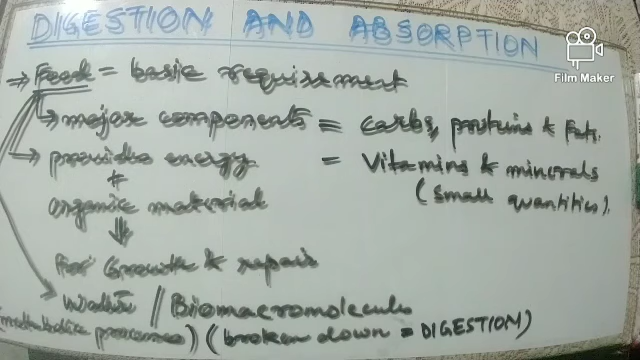 DIGESTION AND ABSORPTION
Film Maker
→ Food = basic requirement
↳ major components = carbs, proteins & Fats.
→ provides energy = Vitamins & minerals
+ (small quantities).
organic material
⇓
For Growth & repair
water // Biomacromolecules
(metabolic processes) (broken down = DIGESTION)